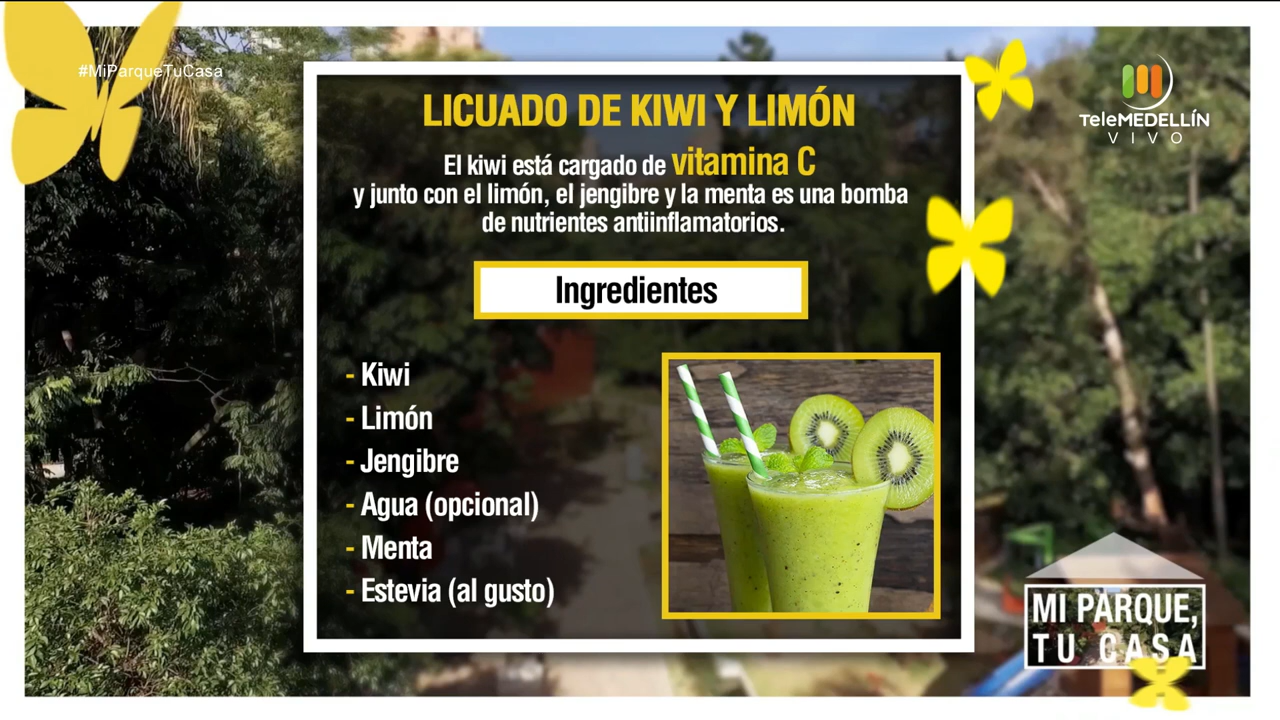 #MiParqueTuCasa
TeleMEDELLÍN
VIVO
LICUADO DE KIWI Y LIMÓN
El kiwi está cargado de vitamina C
y junto con el limón, el jengibre y la menta es una bomba
de nutrientes antiinflamatorios.
Ingredientes
- Kiwi
- Limón
- Jengibre
- Agua (opcional)
- Menta
- Estevia (al gusto)
MI PARQUE,
TU CASA